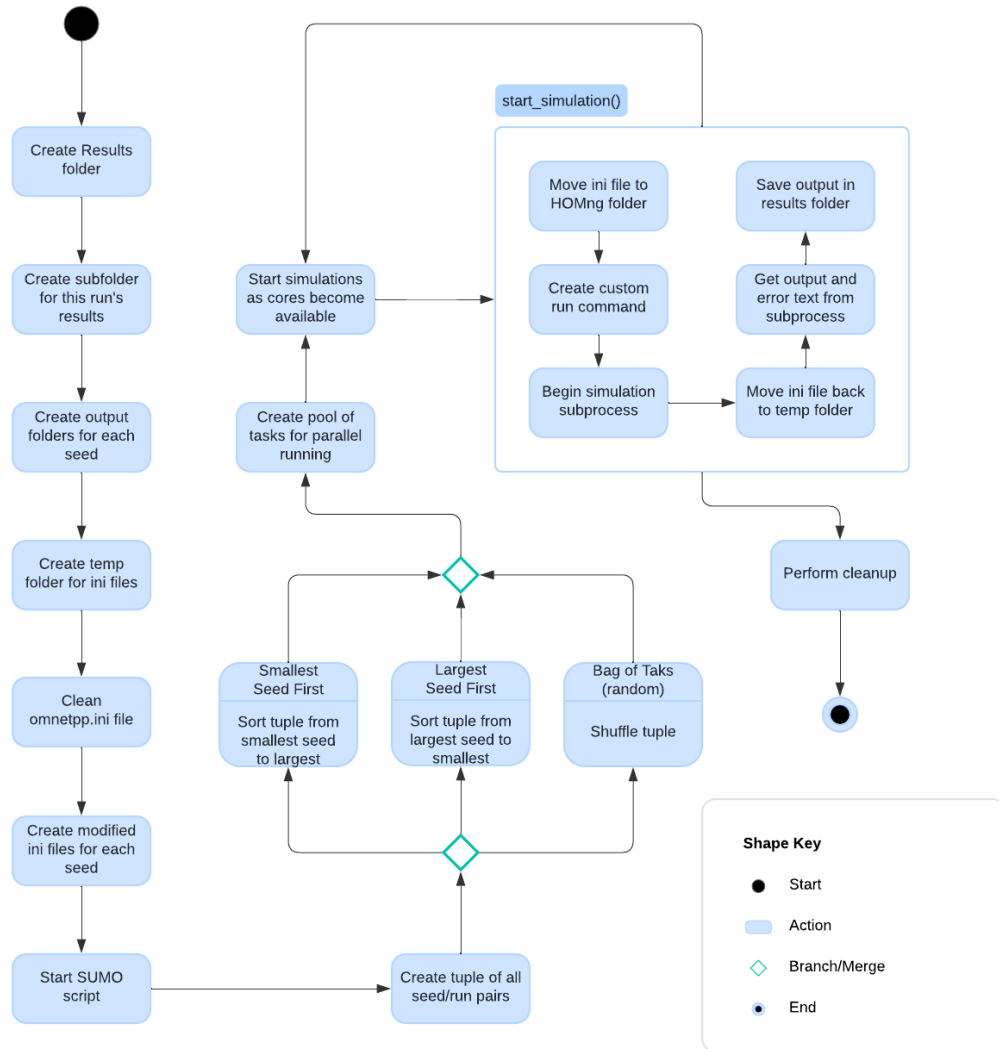 Create Results
folder
Create subfolder
for this run's
results
Create output
folders for each
seed
Create temp
folder for ini files
Clean
omnetpp.ini file
Create modified
ini files for each
seed
Start SUMO
script
Create tuple of all
seed/run pairs
Smallest
Seed First
Sort tuple from
smallest seed
to largest
Largest
Seed First
Sort tuple from
largest seed to
smallest
Bag of Taks
(random)
Shuffle tuple
Create pool of
tasks for parallel
running
Start simulations
as cores become
available
start_simulation()
Move ini file to
HOMng folder
Create custom
run command
Begin simulation
subprocess
Move ini file back
to temp folder
Get output and
error text from
subprocess
Save output in
results folder
Perform cleanup
Shape Key
Start
Action
Branch/Merge
End